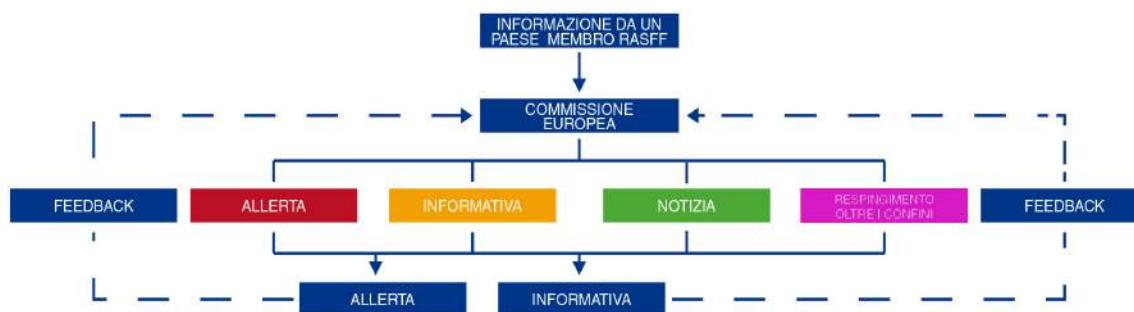 INFORMAZIONE DA UN
PAESE MEMBRO RASFF
COMMISSIONE
EUROPEA
FEEDBACK
ALLERTA
INFORMATIVA
NOTIZIA
RESPINGIMENTO
OLTRE I CONFINI
FEEDBACK
ALLERTA
INFORMATIVA